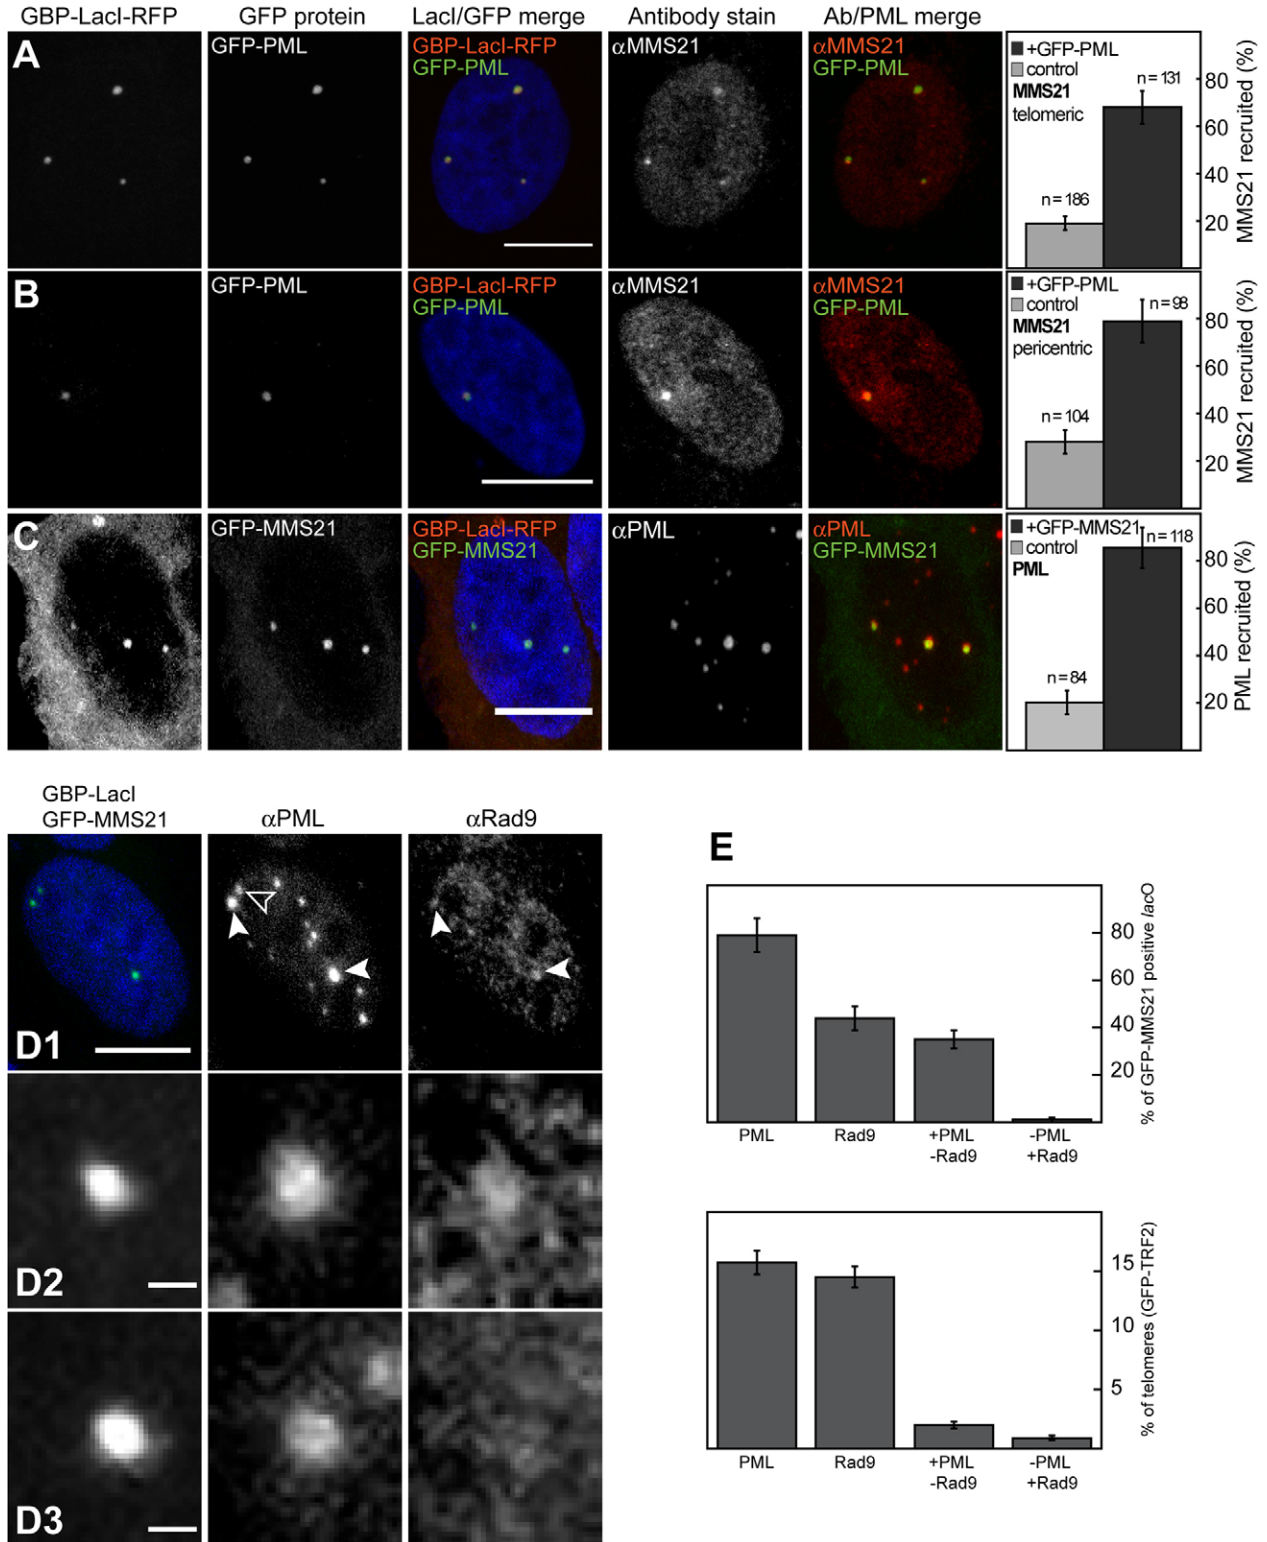 GBP-LacI-RFP GFP protein LacI/GFP merge Antibody stain Ab/PML merge
A
GFP-PML
GBP-LacI-RFP
GFP-PML
αMMS21
αMMS21
GFP-PML
+GFP-PML
control
MMS21
telomeric
n=186
n=131
80
60
40
20
MMS21 recruited (%)
B
GFP-PML
GBP-LacI-RFP
GFP-PML
αMMS21
αMMS21
GFP-PML
+GFP-PML
control
MMS21
pericentric
n=104
n=98
80
60
40
20
MMS21 recruited (%)
C
GFP-MMS21
GBP-LacI-RFP
GFP-MMS21
αPML
αPML
GFP-MMS21
+GFP-MMS21
control
PML
n=84
n=118
80
60
40
20
PML recruited (%)
GBP-LacI
GFP-MMS21
αPML
αRad9
D1
D2
D3
E
80
60
40
20
% of GFP-MMS21 positive lacO
PML Rad9 +PML -PML
-Rad9 +Rad9
15
10
5
% of telomeres (GFP-TRF2)
PML Rad9 +PML -PML
-Rad9 +Rad9